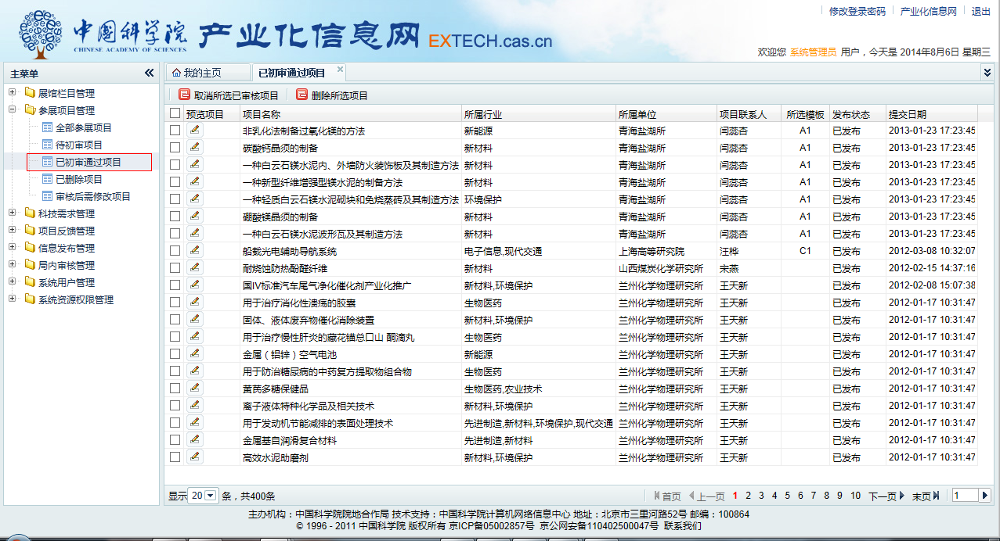 修改登录密码 产业化信息网 退出
中国科学院 产业化信息网 EXTECH.cas.cn
CHINESE ACADEMY OF SCIENCES
欢迎您 系统管理员 用户，今天是 2014年8月6日 星期三
主菜单
展馆栏目管理
参展项目管理
全部参展项目
待初审项目
已初审通过项目
已删除项目
审核后需修改项目
科技需求管理
项目反馈管理
信息发布管理
局内审核管理
系统用户管理
系统资源权限管理
我的主页 已初审通过项目
取消所选已审核项目 删除所选项目
预览项目 项目名称 所属行业 所属单位 项目联系人 所选模板 发布状态 提交日期
非乳化法制备过氧化镁的方法 新能源 青海盐湖所 闫蕊杏 A1 已发布 2013-01-23 17:23:45
碳酸钙晶须的制备 新材料 青海盐湖所 闫蕊杏 A1 已发布 2013-01-23 17:23:45
一种白云石镁水泥内、外墙防火装饰板及其制造方法 新材料 青海盐湖所 闫蕊杏 A1 已发布 2013-01-23 17:23:45
一种新型纤维增强型镁水泥的制备方法 新材料 青海盐湖所 闫蕊杏 A1 已发布 2013-01-23 17:23:45
一种轻质白云石镁水泥砌块和免烧蒸砖及其制造方法 环境保护 青海盐湖所 闫蕊杏 A1 已发布 2013-01-23 17:23:45
硼酸镁晶须的制备 新材料 青海盐湖所 闫蕊杏 A1 已发布 2013-01-23 17:23:45
一种白云石镁水泥波形瓦及其制造方法 新材料 青海盐湖所 闫蕊杏 A1 已发布 2013-01-23 17:23:45
船载光电辅助导航系统 电子信息,现代交通 上海高等研究院 汪桦 C1 已发布 2012-03-08 10:32:07
耐烧蚀防热酚醛纤维 新材料 山西煤炭化学研究所 宋燕 已发布 2012-02-15 14:37:16
国IV标准汽车尾气净化催化剂产业化推广 新材料,环境保护 兰州化学物理研究所 王天新 已发布 2012-02-08 15:07:38
用于治疗消化性溃疡的胶囊 生物医药 兰州化学物理研究所 王天新 已发布 2012-01-17 10:31:47
固体、液体废弃物催化消除装置 新材料,环境保护 兰州化学物理研究所 王天新 已发布 2012-01-17 10:31:47
用于治疗慢性肝炎的藏花锚总口山 酮滴丸 生物医药 兰州化学物理研究所 王天新 已发布 2012-01-17 10:31:47
金属（铝锌）空气电池 新能源 兰州化学物理研究所 王天新 已发布 2012-01-17 10:31:47
用于防治糖尿病的中药复方提取物组合物 生物医药 兰州化学物理研究所 王天新 已发布 2012-01-17 10:31:47
黄芪多糖保健品 生物医药,农业技术 兰州化学物理研究所 王天新 已发布 2012-01-17 10:31:47
离子液体特种化学品及相关技术 新材料,环境保护 兰州化学物理研究所 王天新 已发布 2012-01-17 10:31:47
用于发动机节能减排的表面处理技术 先进制造,新材料,环境保护,现代交通 兰州化学物理研究所 王天新 已发布 2012-01-17 10:31:47
金属基自润滑复合材料 先进制造,新材料 兰州化学物理研究所 王天新 已发布 2012-01-17 10:31:47
高效水泥助磨剂 新材料,环境保护 兰州化学物理研究所 王天新 已发布 2012-01-17 10:31:47
显示 20 条，共400条 首页 上一页 1 2 3 4 5 6 7 8 9 10 下一页 末页 1
主办机构：中国科学院院地合作局 技术支持：中国科学院计算机网络信息中心 地址：北京市三里河路52号 邮编：100864
© 1996 - 2011 中国科学院 版权所有 京ICP备05002857号 京公网安备110402500047号 联系我们